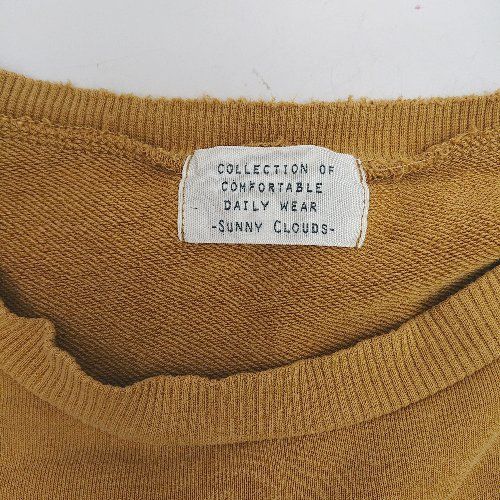 COLLECTION OF
COMFORTABLE
DAILY WEAR
-SUNNY CLOUDS-